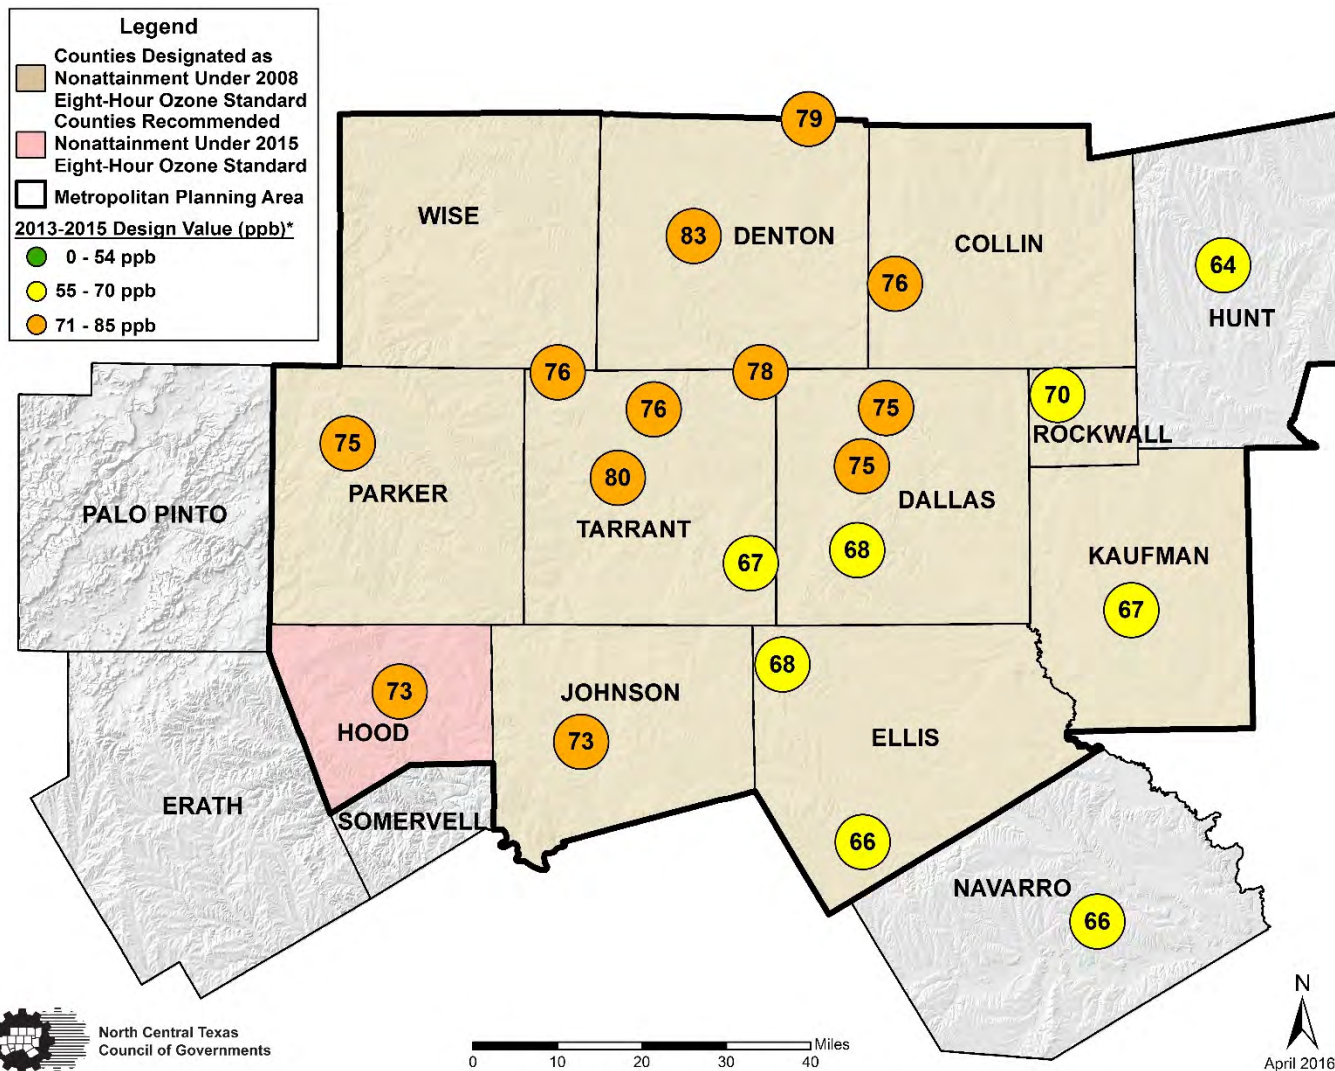 Legend
Counties Designated as
Nonattainment Under 2008
Eight-Hour Ozone Standard
Counties Recommended
Nonattainment Under 2015
Eight-Hour Ozone Standard
Metropolitan Planning Area
2013-2015 Design Value (ppb)*
0 - 54 ppb
55 - 70 ppb
71 - 85 ppb
79
WISE
83
DENTON
COLLIN
76
64
HUNT
76
78
76
75
70
ROCKWALL
75
75
80
PARKER
DALLAS
PALO PINTO
TARRANT
67
68
KAUFMAN
67
68
73
JOHNSON
HOOD
73
ELLIS
ERATH
SOMERVELL
66
NAVARRO
66
North Central Texas
Council of Governments
0 10 20 30 40 Miles
N
April 2016